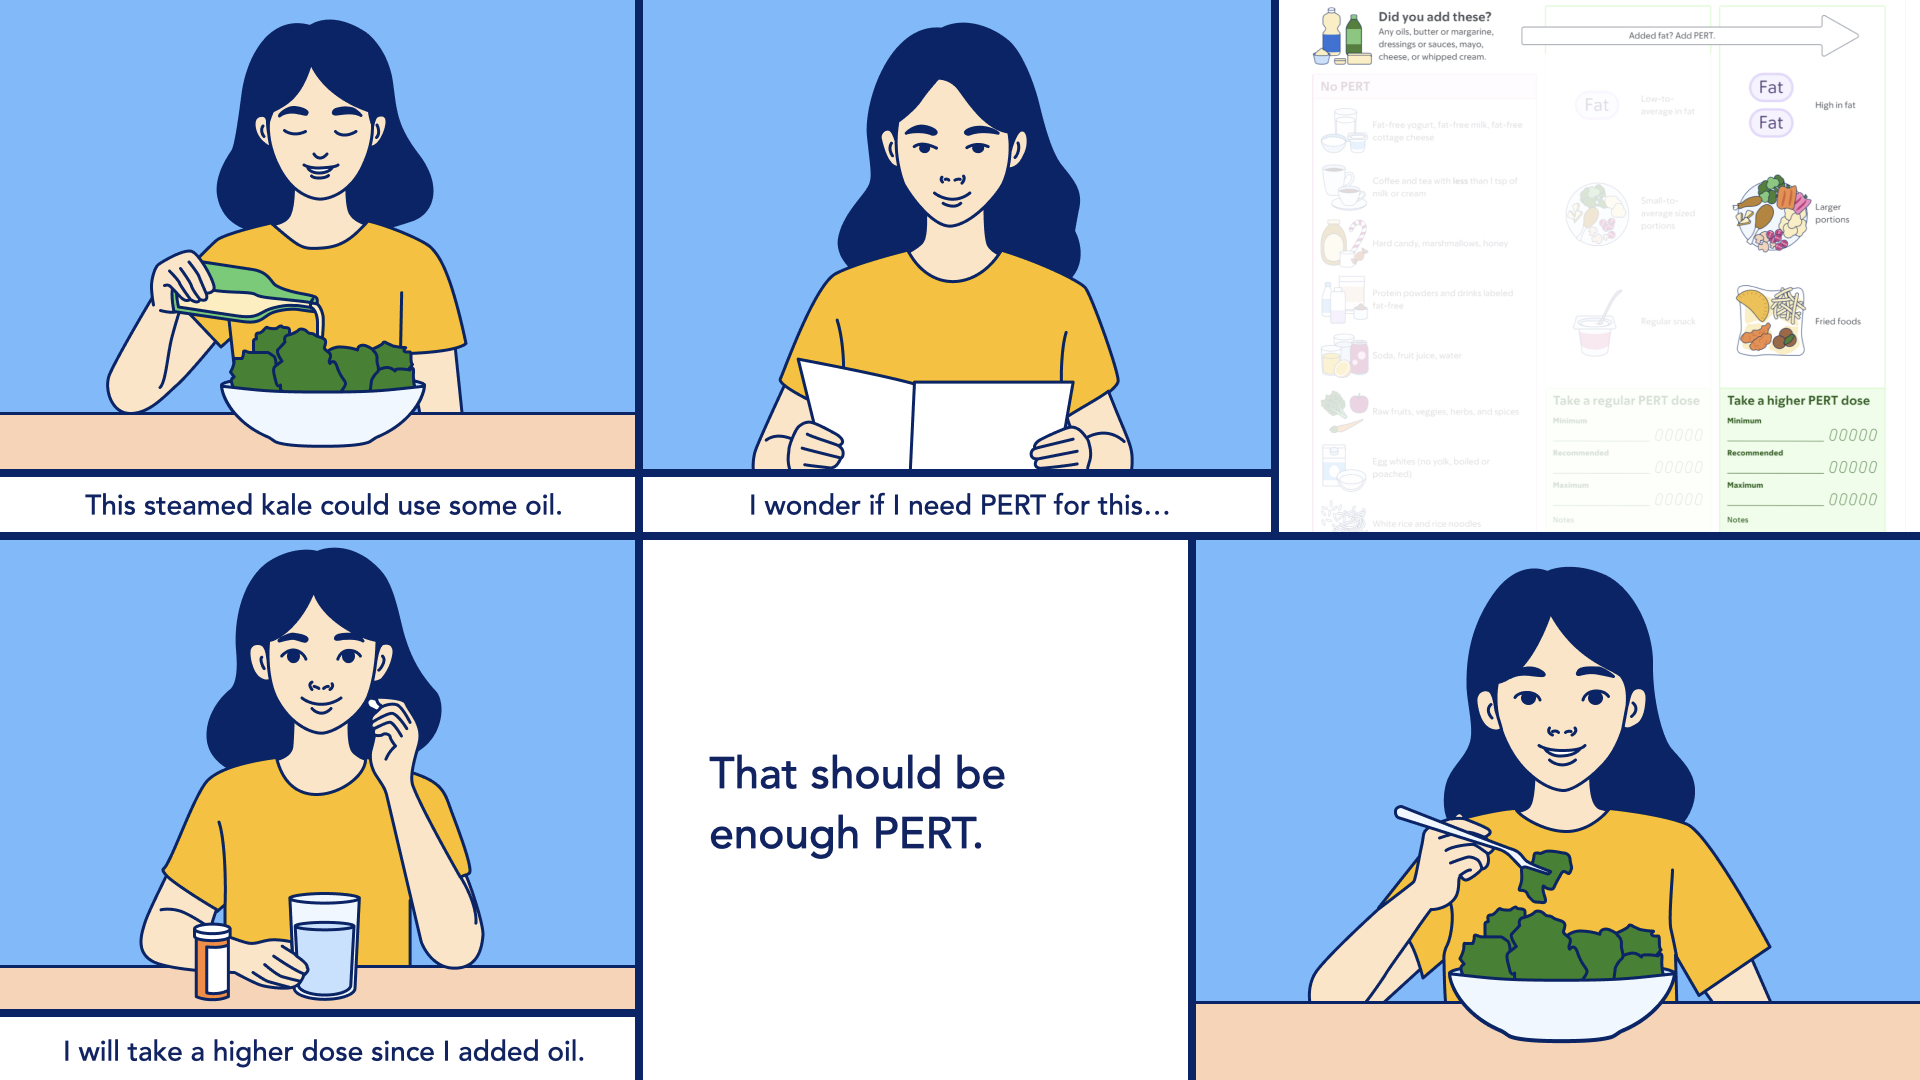 This steamed kale could use some oil.
I wonder if I need PERT for this...
Did you add these?
Any oils, butter or margarine,
dressings or sauces, mayo,
cheese, or whipped cream.
Added fat? Add PERT.
No PERT
Fat-free yogurt, fat-free milk, fat-free
cottage cheese
Coffee and tea with less than 1 tsp of
milk or cream
Hard candy, marshmallows, honey
Protein powders and drinks labeled
fat-free
Soda, fruit juice, water
Raw fruits, veggies, herbs, and spices
Egg whites (no yolk, boiled or
poached)
White rice and rice noodles
Fat
Low-to-
average in fat
Small-to-
average sized
portions
Regular snack
Take a regular PERT dose
Minimum
Recommended
Maximum
Notes
Fat
Fat
High in fat
Larger
portions
Fried foods
Take a higher PERT dose
Minimum
Recommended
Maximum
Notes
I will take a higher dose since I added oil.
That should be
enough PERT.